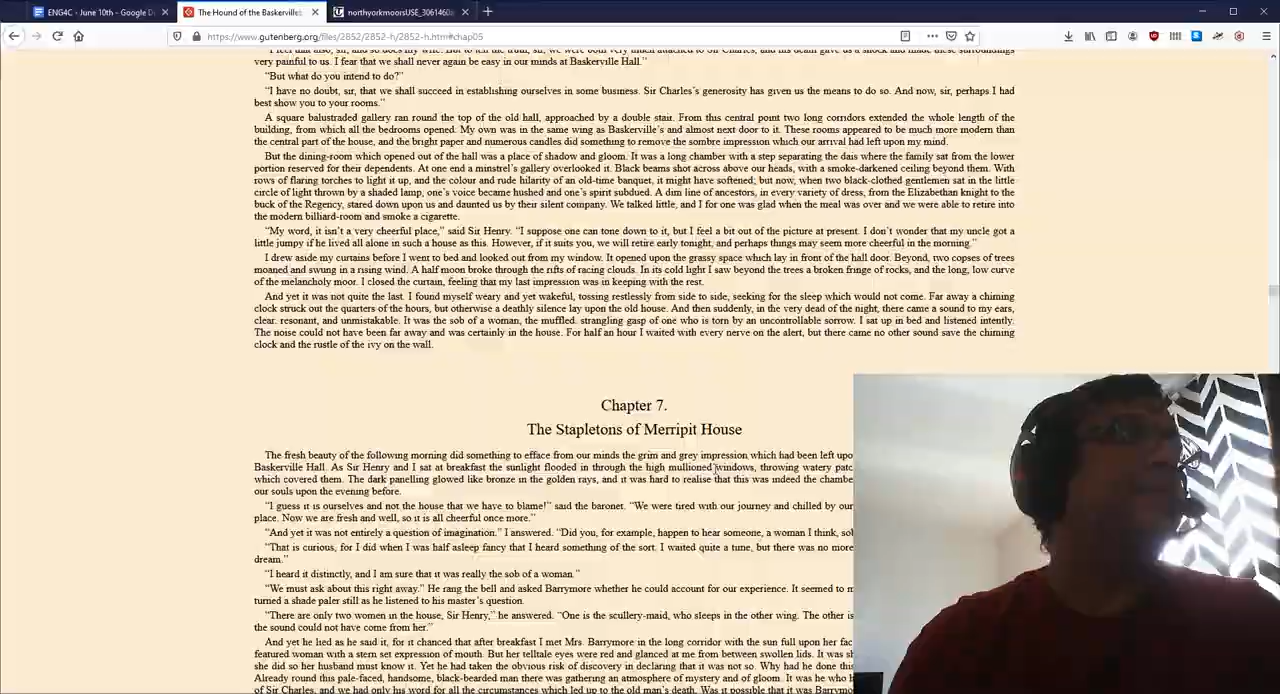 ENG4C - June 10th - Google D
The Hound of the Baskervilles
northyorkmoorsUSE_3061460
https://www.gutenberg.org/files/2852/2852-h/2852-h.htm#chap05
“I feel that also, sir, and so does my wife. But to tell the truth, sir, we were both very much attached to Sir Charles, and his death gave us a shock and made these surroundings
very painful to us. I fear that we shall never again be easy in our minds at Baskerville Hall.”
“But what do you intend to do?”
“I have no doubt, sir, that we shall succeed in establishing ourselves in some business. Sir Charles’s generosity has given us the means to do so. And now, sir, perhaps I had
best show you to your rooms.”
A square balustraded gallery ran round the top of the old hall, approached by a double stair. From this central point two long corridors extended the whole length of the
building, from which all the bedrooms opened. My own was in the same wing as Baskerville’s and almost next door to it. These rooms appeared to be much more modern than
the central part of the house, and the bright paper and numerous candles did something to remove the sombre impression which our arrival had left upon my mind.
But the dining-room which opened out of the hall was a place of shadow and gloom. It was a long chamber with a step separating the dais where the family sat from the lower
portion reserved for their dependents. At one end a minstrel’s gallery overlooked it. Black beams shot across above our heads, with a smoke-darkened ceiling beyond them. With
rows of flaring torches to light it up, and the colour and rude hilarity of an old-time banquet, it might have softened; but now, when two black-clothed gentlemen sat in the little
circle of light thrown by a shaded lamp, one’s voice became hushed and one’s spirit subdued. A dim line of ancestors, in every variety of dress, from the Elizabethan knight to the
buck of the Regency, stared down upon us and daunted us by their silent company. We talked little, and I for one was glad when the meal was over and we were able to retire into
the modern billiard-room and smoke a cigarette.
“My word, it isn’t a very cheerful place,” said Sir Henry. “I suppose one can tone down to it, but I feel a bit out of the picture at present. I don’t wonder that my uncle got a
little jumpy if he lived all alone in such a house as this. However, if it suits you, we will retire early tonight, and perhaps things may seem more cheerful in the morning.”
I drew aside my curtains before I went to bed and looked out from my window. It opened upon the grassy space which lay in front of the hall door. Beyond, two copses of trees
moaned and swung in a rising wind. A half moon broke through the rifts of racing clouds. In its cold light I saw beyond the trees a broken fringe of rocks, and the long, low curve
of the melancholy moor. I closed the curtain, feeling that my last impression was in keeping with the rest.
And yet it was not quite the last. I found myself weary and yet wakeful, tossing restlessly from side to side, seeking for the sleep which would not come. Far away a chiming
clock struck out the quarters of the hours, but otherwise a deathly silence lay upon the old house. And then suddenly, in the very dead of the night, there came a sound to my ears,
clear, resonant, and unmistakable. It was the sob of a woman, the muffled, strangling gasp of one who is torn by an uncontrollable sorrow. I sat up in bed and listened intently.
The noise could not have been far away and was certainly in the house. For half an hour I waited with every nerve on the alert, but there came no other sound save the chiming
clock and the rustle of the ivy on the wall.
Chapter 7.
The Stapletons of Merripit House
The fresh beauty of the following morning did something to efface from our minds the grim and grey impression which had been left upo
Baskerville Hall. As Sir Henry and I sat at breakfast the sunlight flooded in through the high mullioned windows, throwing watery patc
which covered them. The dark panelling glowed like bronze in the golden rays, and it was hard to realise that this was indeed the chambe
our souls upon the evening before.
“I guess it is ourselves and not the house that we have to blame!” said the baronet. “We were tired with our journey and chilled by our
place. Now we are fresh and well, so it is all cheerful once more.”
“And yet it was not entirely a question of imagination,” I answered. “Did you, for example, happen to hear someone, a woman I think, sob
“That is curious, for I did when I was half asleep fancy that I heard something of the sort. I waited quite a time, but there was no more
dream.”
“I heard it distinctly, and I am sure that it was really the sob of a woman.”
“We must ask about this right away.” He rang the bell and asked Barrymore whether he could account for our experience. It seemed to m
turned a shade paler still as he listened to his master’s question.
“There are only two women in the house, Sir Henry,” he answered. “One is the scullery-maid, who sleeps in the other wing. The other is
the sound could not have come from her.”
And yet he lied as he said it, for it chanced that after breakfast I met Mrs. Barrymore in the long corridor with the sun full upon her fac
featured woman with a stern set expression of mouth. But her telltale eyes were red and glanced at me from between swollen lids. It was sh
she did so her husband must know it. Yet he had taken the obvious risk of discovery in declaring that it was not so. Why had he done this
Already round this pale-faced, handsome, black-bearded man there was gathering an atmosphere of mystery and of gloom. It was he who h
of Sir Charles, and we had only his word for all the circumstances which led up to the old man’s death. Was it possible that it was Barrymo